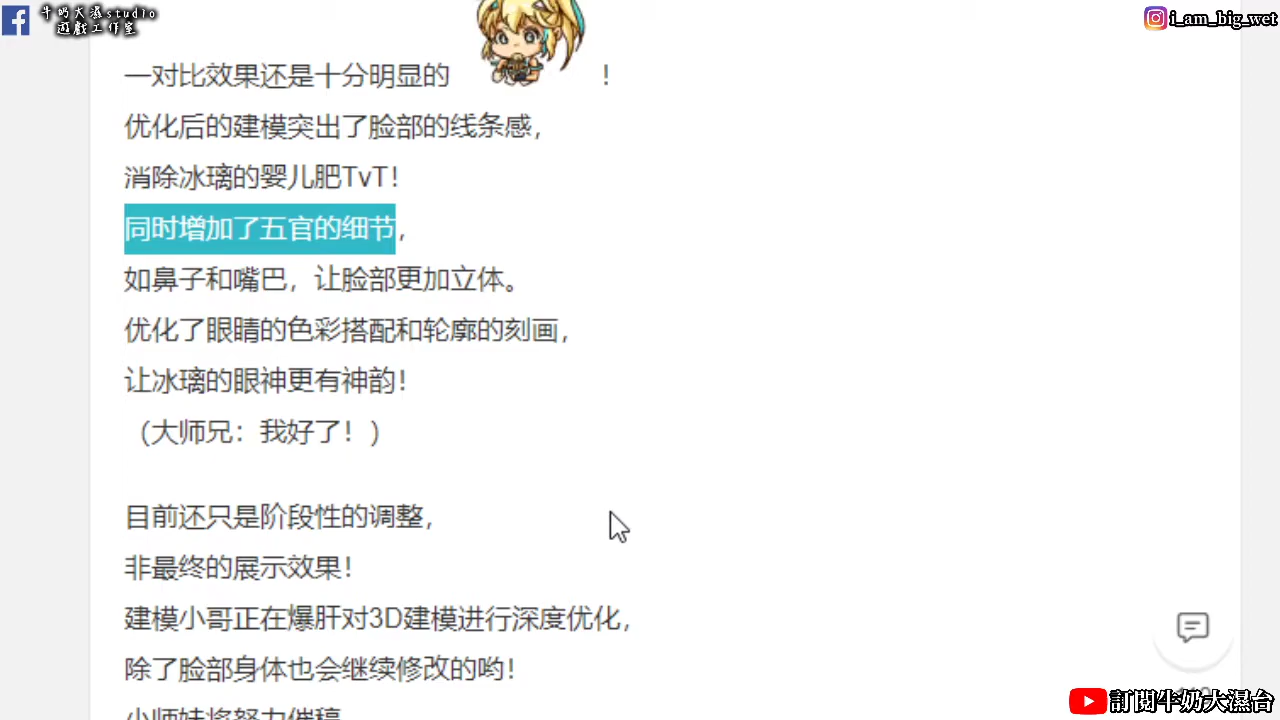 牛奶大濕studio
遊戲工作室
i_am_big_wet
一对比效果还是十分明显的 ！
优化后的建模突出了脸部的线条感，
消除冰璃的婴儿肥TvT！
同时增加了五官的细节，
如鼻子和嘴巴，让脸部更加立体。
优化了眼睛的色彩搭配和轮廓的刻画，
让冰璃的眼神更有神韵！
（大师兄：我好了！）
目前还只是阶段性的调整，
非最终的展示效果！
建模小哥正在爆肝对3D建模进行深度优化，
除了脸部身体也会继续修改的哟！
小师妹将努力催稿
訂閱牛奶大濕台